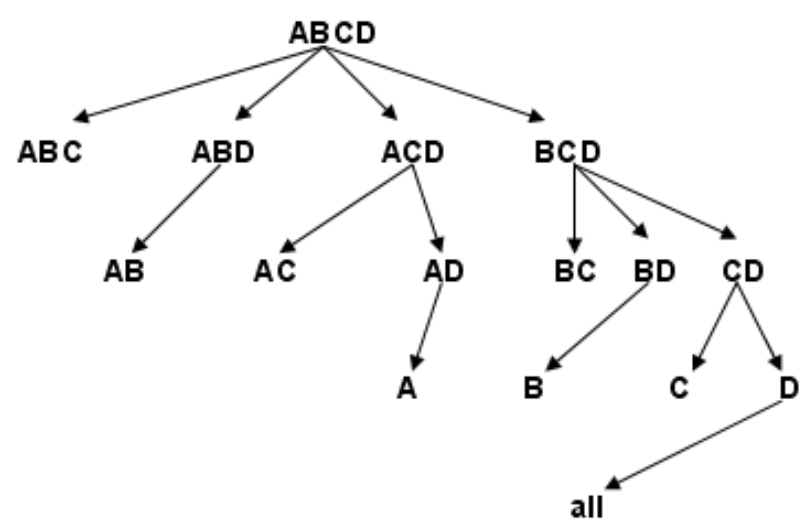 ABCD
ABC ABD ACD BCD
AB AC AD BC BD CD
A B C D
all